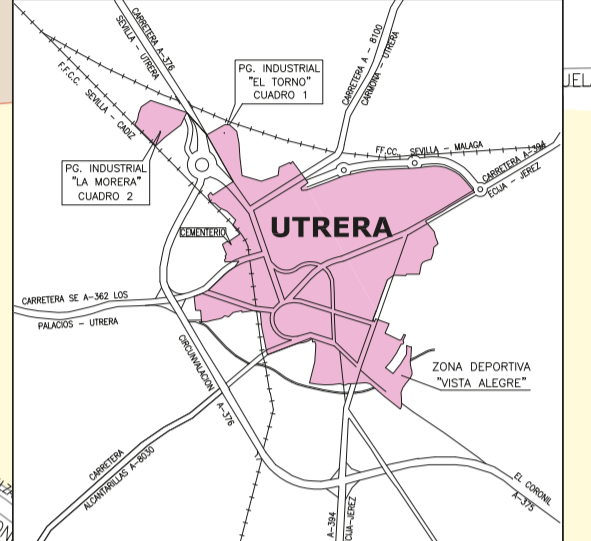 CARRETERA A-376
SEVILLA - UTRERA
PG. INDUSTRIAL
"EL TORNO"
CUADRO 1
CARRETERA A - 8100
CARMONA - UTRERA
F.F.C.C. SEVILLA - CADIZ
PG. INDUSTRIAL
"LA MORERA"
CUADRO 2
FF.CC. SEVILLA - MALAGA
CARRETERA A-394
ECIJA - JEREZ
UTRERA
CEMENTERIO
CARRETERA SE A-362 LOS
PALACIOS - UTRERA
CIRCUNVALACION
A-376
ZONA DEPORTIVA
"VISTA ALEGRE"
CARRETERA
ALCANTARILLAS A-8030
A-394
ECIJA-JEREZ
EL CORONIL
A-375